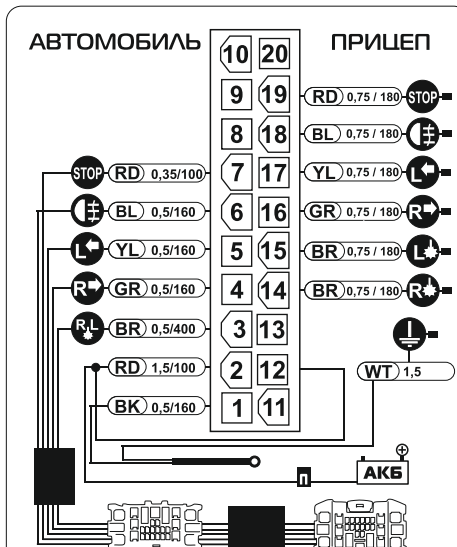 АВТОМОБИЛЬ ПРИЦЕП
10 20
9 19 RD 0,75 / 180 STOP
8 18 BL 0,75 / 180
STOP RD 0,35/100 7 17 YL 0,75 / 180 L
BL 0,5/160 6 16 GR 0,75 / 180 R
L YL 0,5/160 5 15 BR 0,75 / 180 L
R GR 0,5/160 4 14 BR 0,75 / 180 R
R L BR 0,5/400 3 13
RD 1,5/100 2 12 WT 1,5
BK 0,5/160 1 11
П АКБ